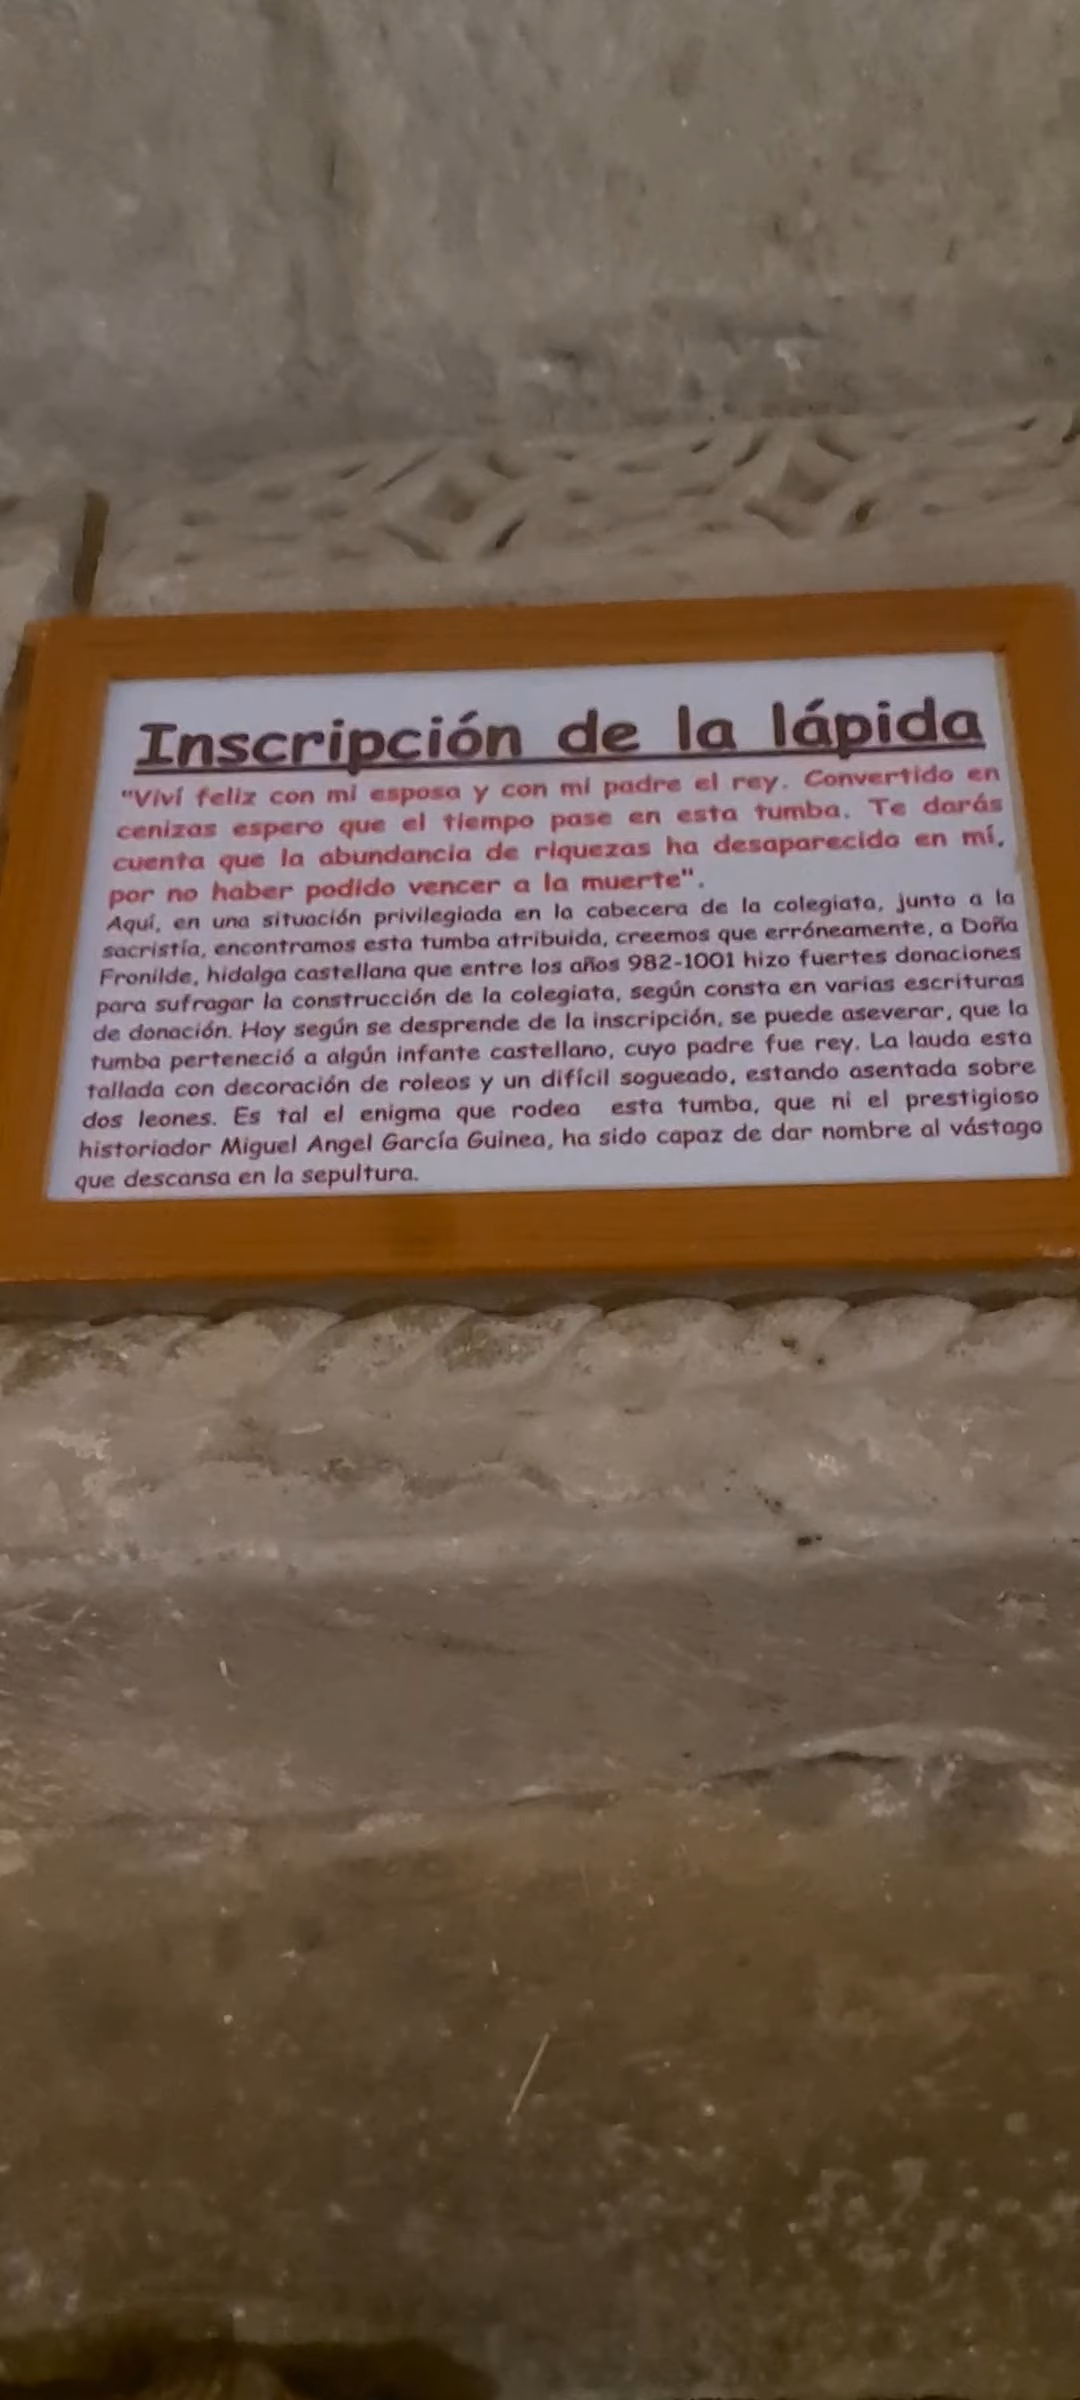 Inscripción de la lápida
"Viví feliz con mi esposa y con mi padre el rey. Convertido en
cenizas espero que el tiempo pase en esta tumba. Te darás
cuenta que la abundancia de riquezas ha desaparecido en mí,
por no haber podido vencer a la muerte".
Aquí, en una situación privilegiada en la cabecera de la colegiata, junto a la
sacristía, encontramos esta tumba atribuida, creemos que erróneamente, a Doña
Fronilde, hidalga castellana que entre los años 982-1001 hizo fuertes donaciones
para sufragar la construcción de la colegiata, según consta en varias escrituras
de donación. Hoy según se desprende de la inscripción, se puede aseverar, que la
tumba perteneció a algún infante castellano, cuyo padre fue rey. La lauda esta
tallada con decoración de roleos y un difícil sogueado, estando asentada sobre
dos leones. Es tal el enigma que rodea esta tumba, que ni el prestigioso
historiador Miguel Angel García Guinea, ha sido capaz de dar nombre al vástago
que descansa en la sepultura.